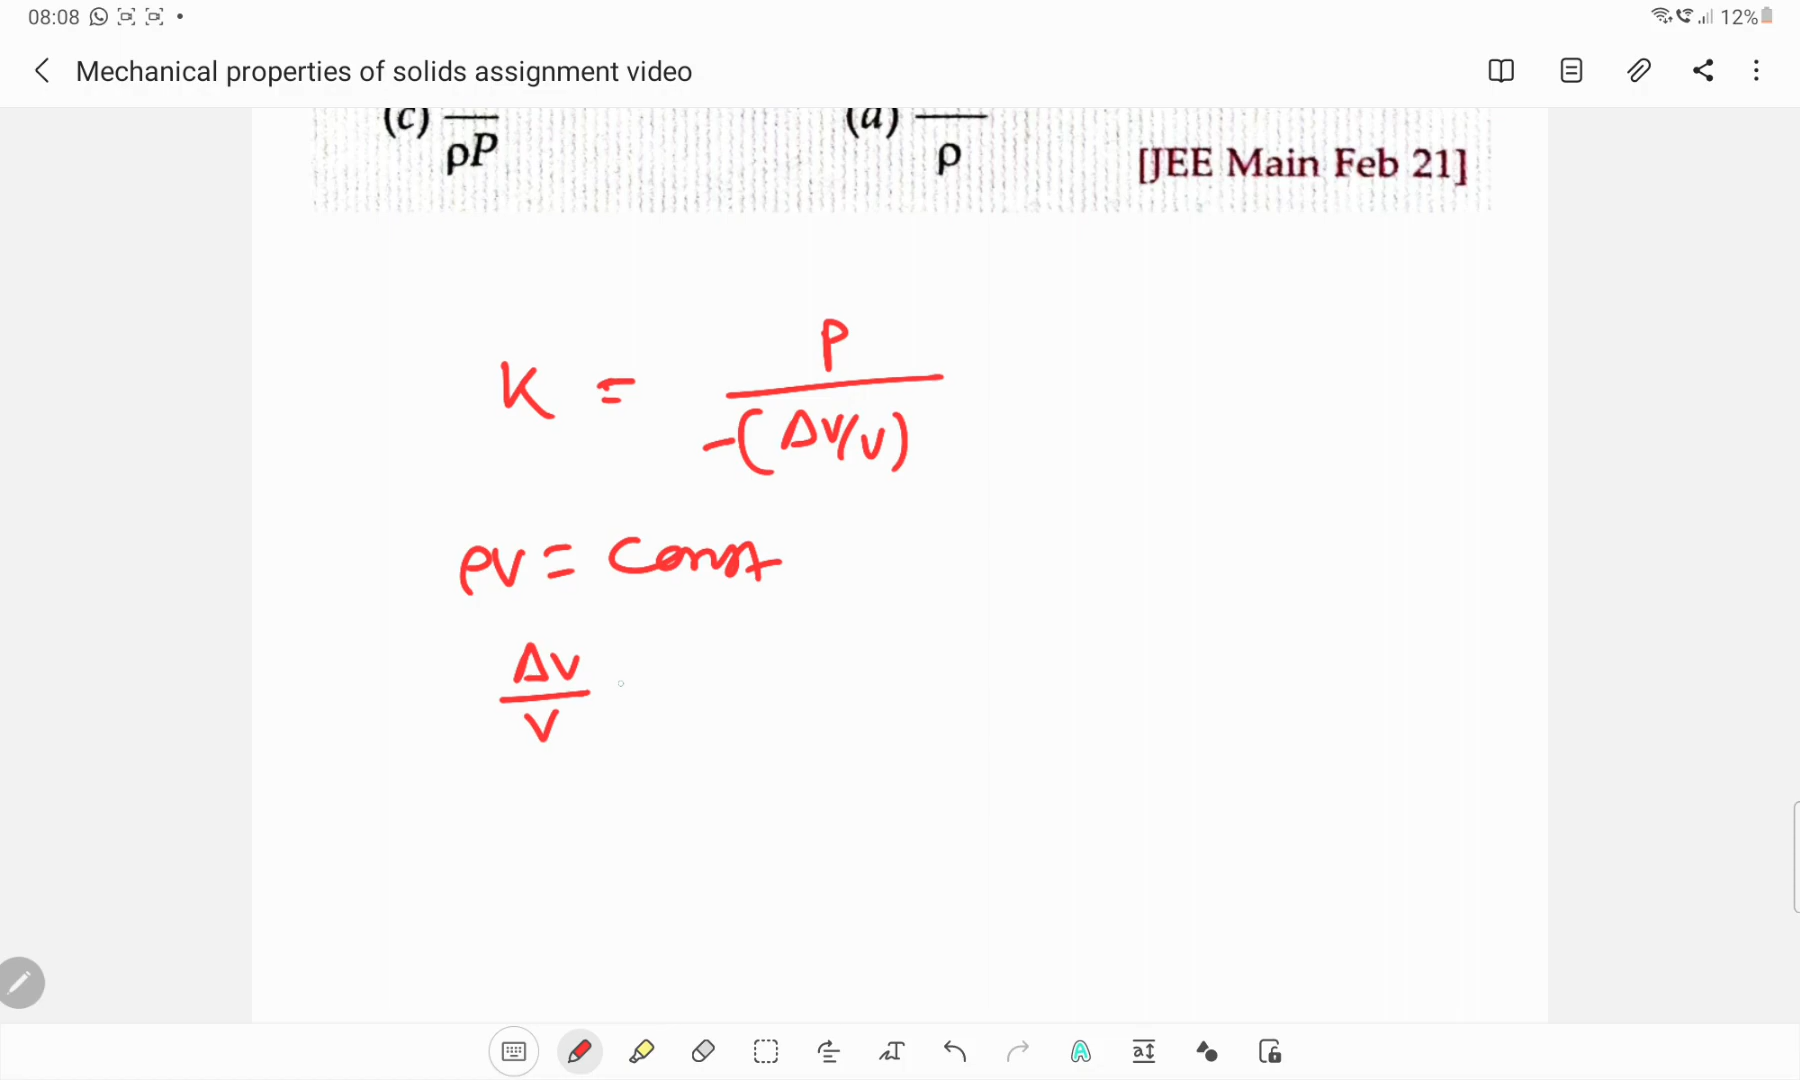 08:08 12%
Mechanical properties of solids assignment video
(c) ρP (d) ρ
[JEE Main Feb 21]
K = P / -(ΔV/V)
ρV = Const
ΔV / V